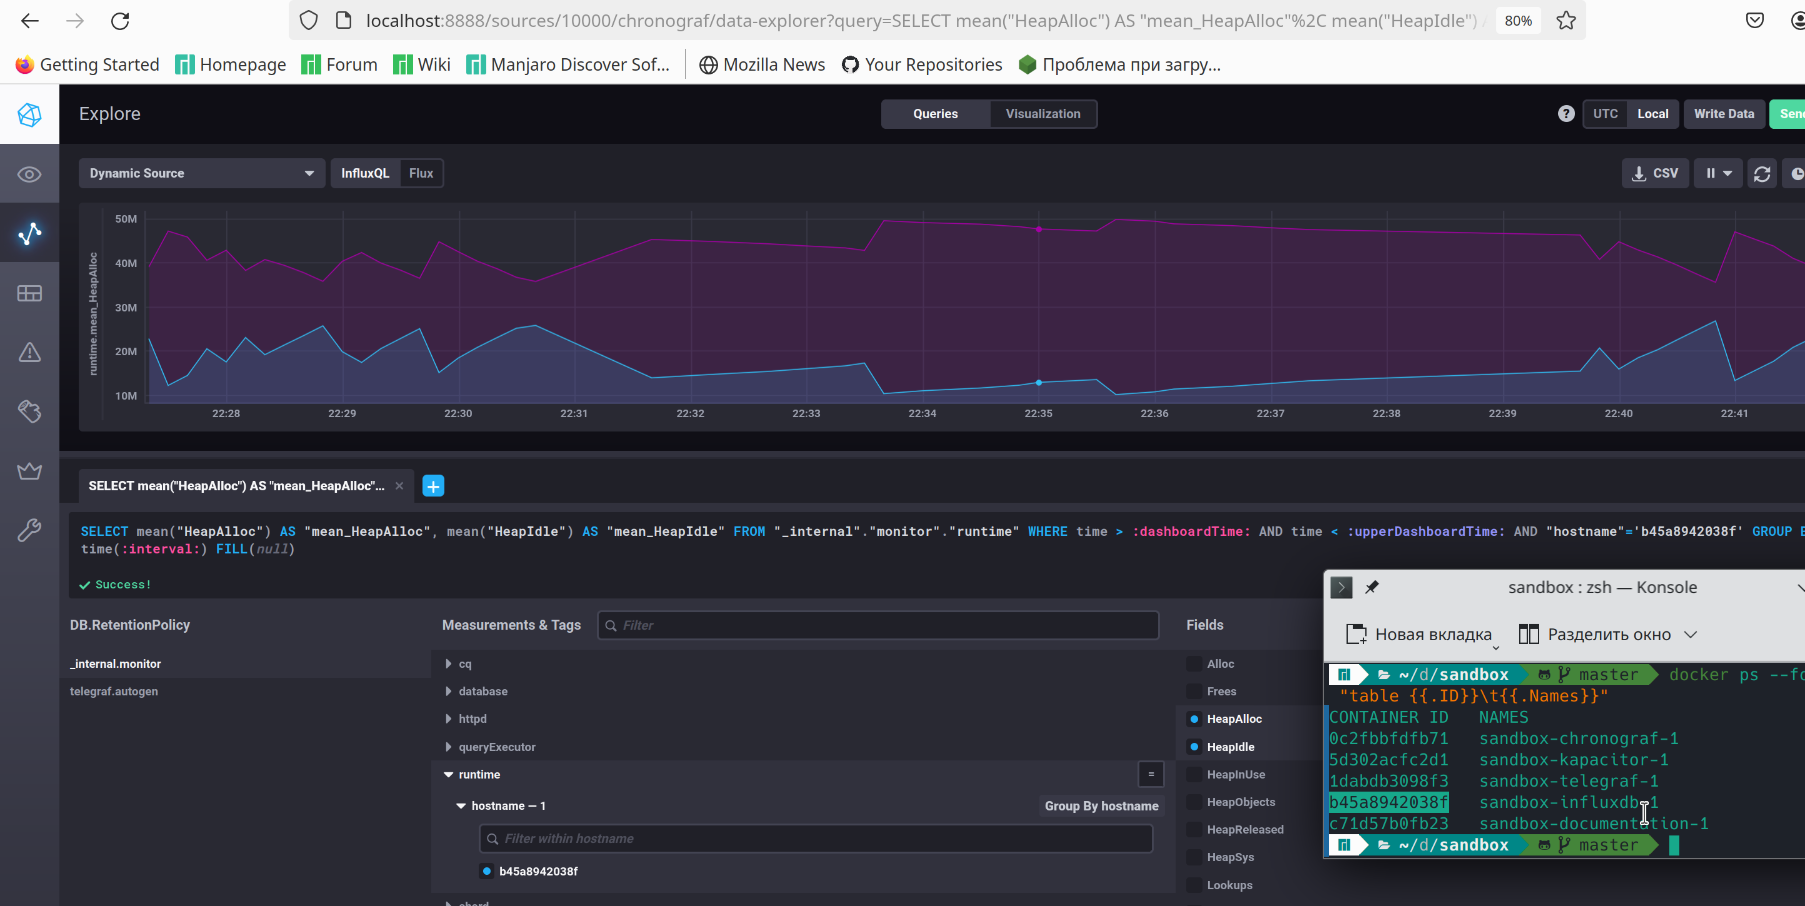 localhost:8888/sources/10000/chronograf/data-explorer?query=SELECT mean("HeapAlloc") AS "mean_HeapAlloc"%2C mean("HeapIdle")
80%
Getting Started Homepage Forum Wiki Manjaro Discover Sof... Mozilla News Your Repositories Проблема при загру...
Explore
Queries Visualization
? UTC Local Write Data
Dynamic Source InfluxQL Flux
CSV
runtime.mean_HeapAlloc
50M
40M
30M
20M
10M
22:28 22:29 22:30 22:31 22:32 22:33 22:34 22:35 22:36 22:37 22:38 22:39 22:40 22:41
SELECT mean("HeapAlloc") AS "mean_HeapAlloc"... × +
SELECT mean("HeapAlloc") AS "mean_HeapAlloc", mean("HeapIdle") AS "mean_HeapIdle" FROM "_internal"."monitor"."runtime" WHERE time > :dashboardTime: AND time < :upperDashboardTime: AND "hostname"='b45a8942038f' GROUP
time(:interval:) FILL(null)
Success!
DB.RetentionPolicy
_internal.monitor
telegraf.autogen
Measurements & Tags
Filter
cq
database
httpd
queryExecutor
runtime
=
hostname — 1
Group By hostname
Filter within hostname
b45a8942038f
Fields
Alloc
Frees
HeapAlloc
HeapIdle
HeapInUse
HeapObjects
HeapReleased
HeapSys
Lookups
sandbox : zsh — Konsole
Новая вкладка Разделить окно
~/d/sandbox master docker ps
"table {{.ID}}\t{{.Names}}"
CONTAINER ID NAMES
0c2fbbfdfb71 sandbox-chronograf-1
5d302acfc2d1 sandbox-kapacitor-1
1dabdb3098f3 sandbox-telegraf-1
b45a8942038f sandbox-influxdb-1
c71d57b0fb23 sandbox-documentation-1
~/d/sandbox master